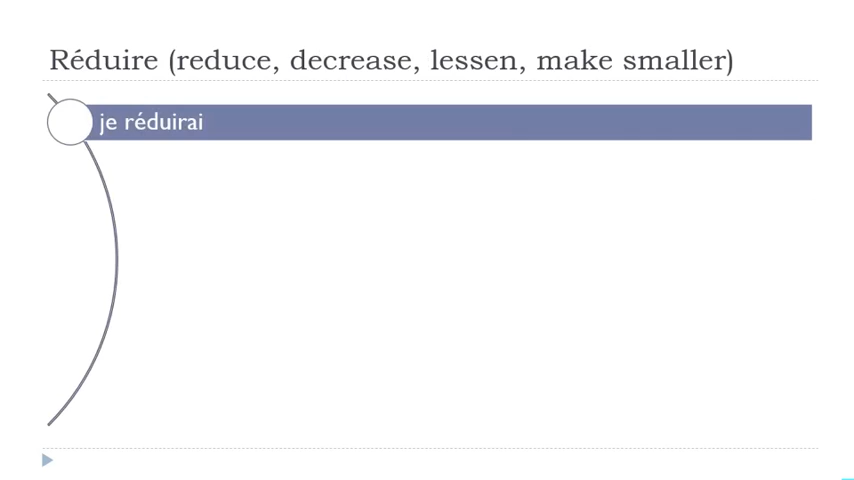 Réduire (reduce, decrease, lessen, make smaller)
je réduirai